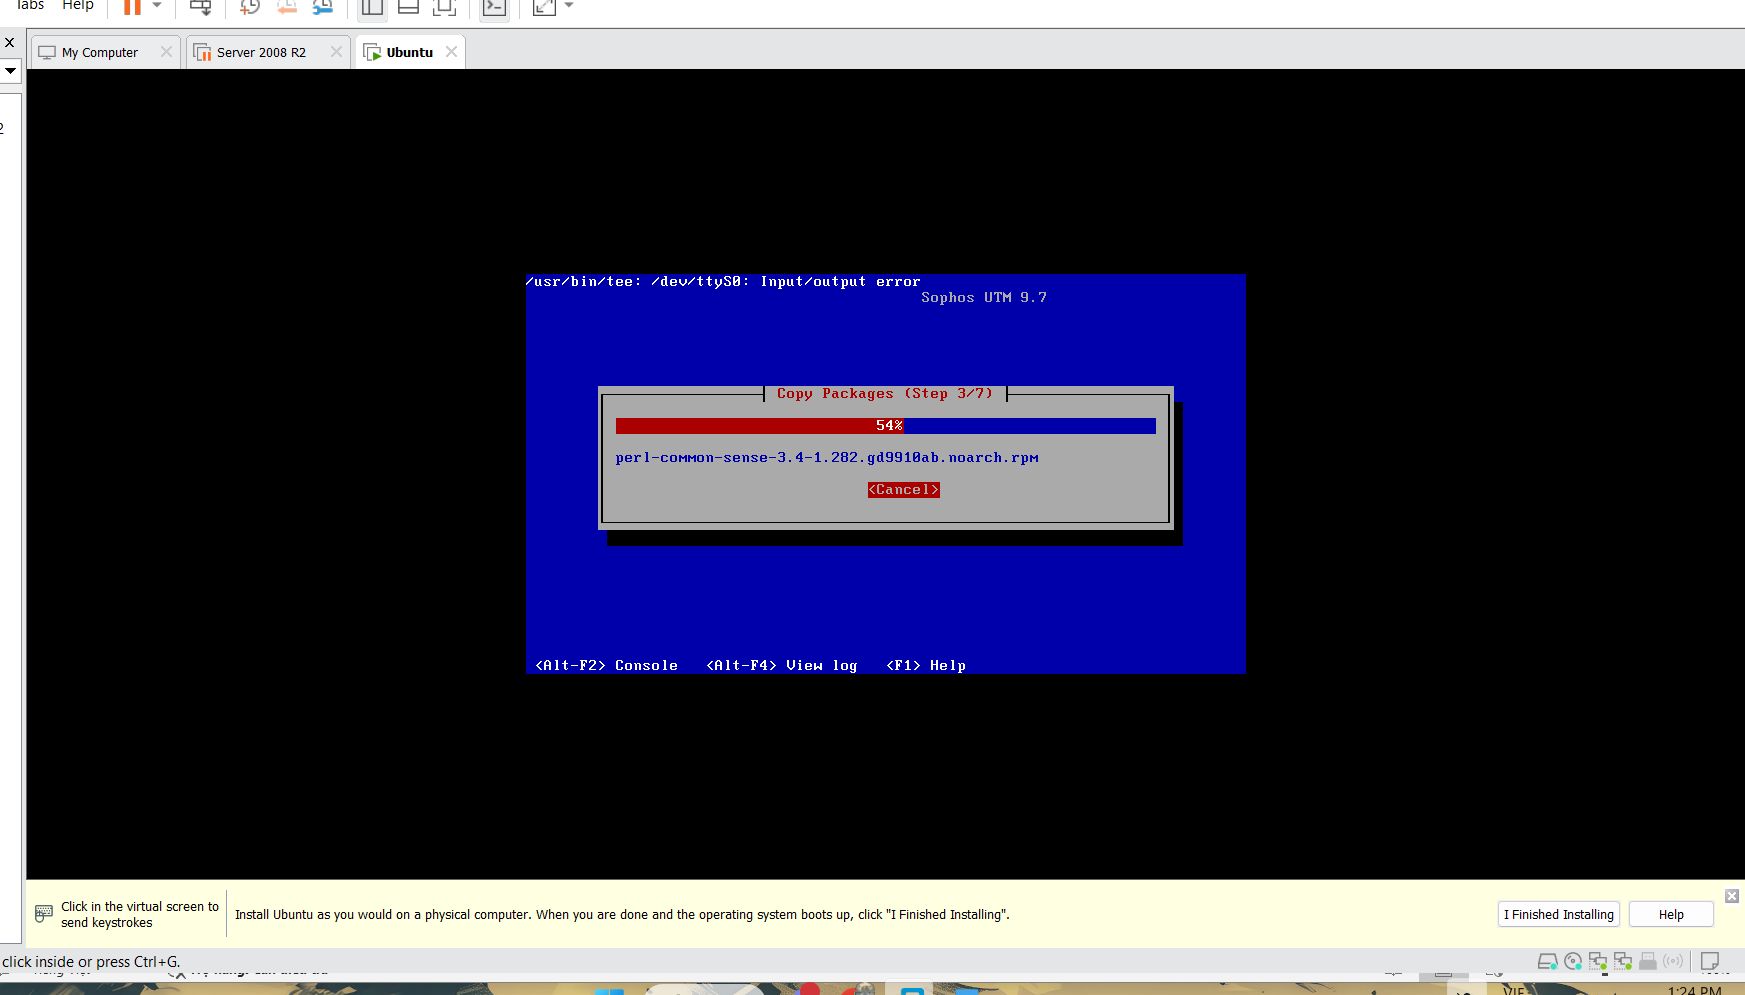 Tabs Help
My Computer
Server 2008 R2
Ubuntu
2
/usr/bin/tee: /dev/ttyS0: Input/output error
Sophos UTM 9.7
Copy Packages (Step 3/7)
54%
perl-common-sense-3.4-1.282.gd9910ab.noarch.rpm
<Cancel>
<Alt-F2> Console <Alt-F4> View log <F1> Help
Click in the virtual screen to
send keystrokes
Install Ubuntu as you would on a physical computer. When you are done and the operating system boots up, click "I Finished Installing".
I Finished Installing
Help
click inside or press Ctrl+G.
VIE
1:24 PM